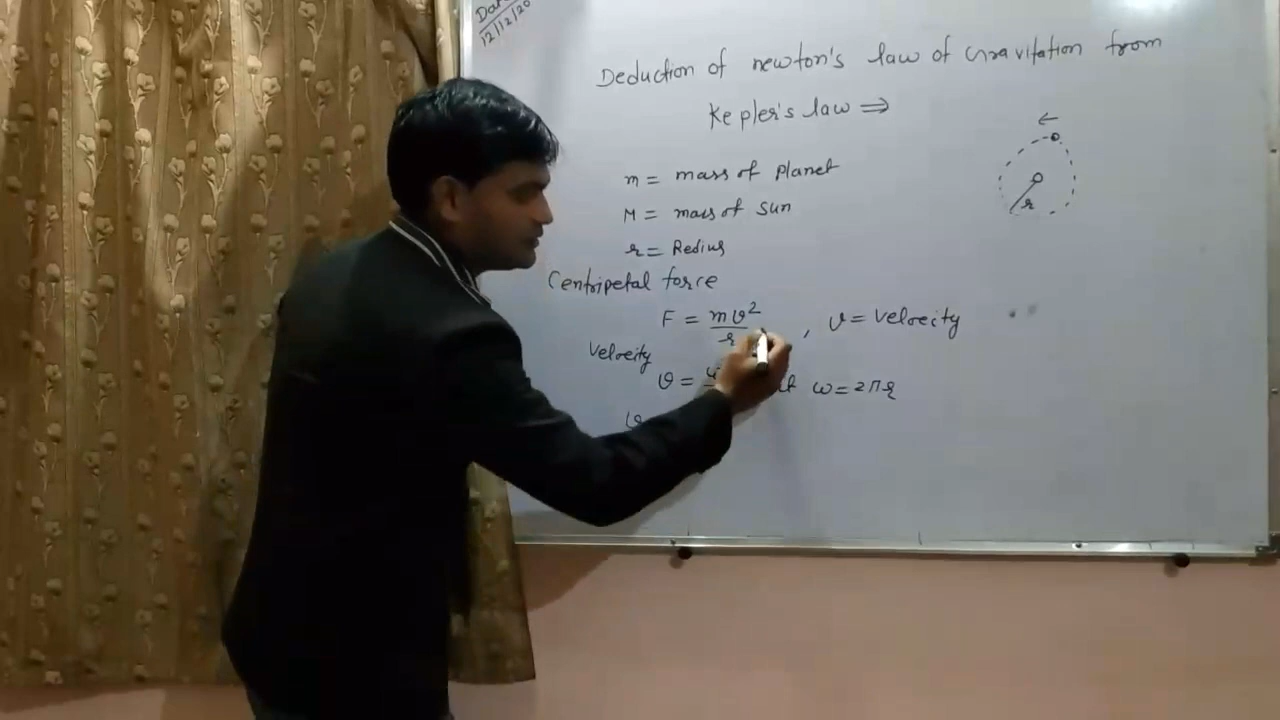 Dat
12/12/20
Deduction of newton's law of Gravitation from
Kepler's law ⇒
←
m = mass of planet
M = mass of sun
r = Redius
r
Centripetal force
F = mv²/r , v = velocity
Velocity
v = ω = 2πr
v